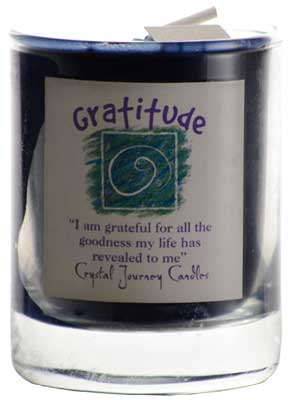 Gratitude
“I am grateful for all the
goodness my life has
revealed to me”
Crystal Journey Candles